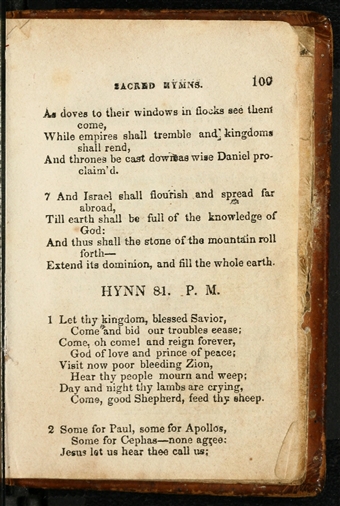 SACRED HYMNS. 109
As doves to their windows in flocks see them
come,
While empires shall tremble and kingdoms
shall rend,
And thrones be cast down as wise Daniel pro-
claim'd.
7 And Israel shall flourish and spread far
abroad,
Till earth shall be full of the knowledge of
God:
And thus shall the stone of the mountain roll
forth—
Extend its dominion, and fill the whole earth.
HYNN 81. P. M.
1 Let thy kingdom, blessed Savior,
Come and bid our troubles cease;
Come, oh come! and reign forever,
God of love and prince of peace;
Visit now poor bleeding Zion,
Hear thy people mourn and weep;
Day and night thy lambs are crying,
Come, good Shepherd, feed thy sheep.
2 Some for Paul, some for Apollos,
Some for Cephas—none agree:
Jesus let us hear thee call us;